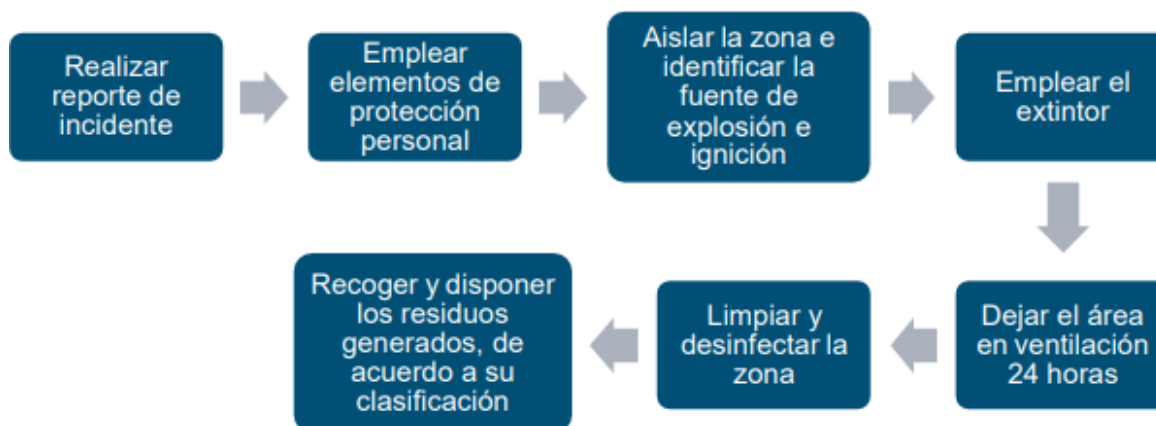 Realizar
reporte de
incidente
Emplear
elementos de
protección
personal
Aislar la zona e
identificar la
fuente de
explosión e
ignición
Emplear el
extintor
Dejar el área
en ventilación
24 horas
Limpiar y
desinfectar la
zona
Recoger y disponer
los residuos
generados, de
acuerdo a su
clasificación